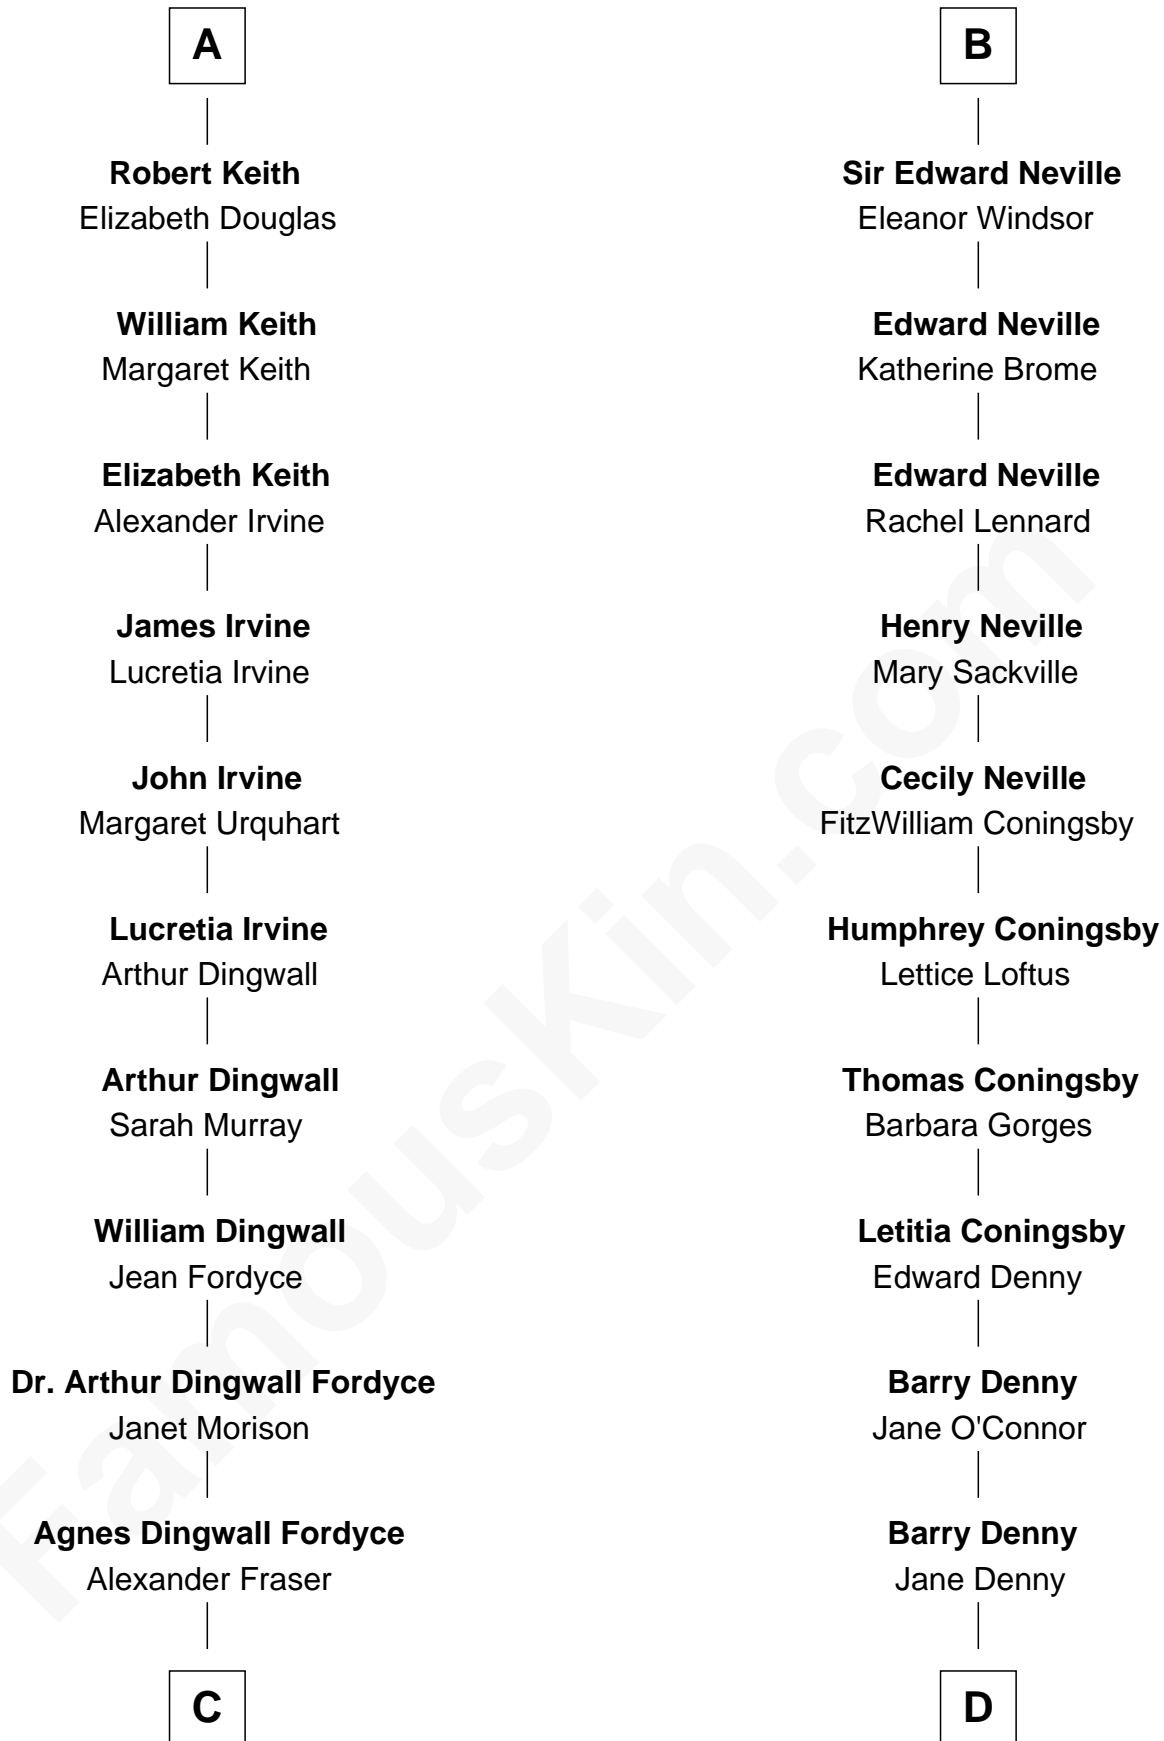 A
Robert Keith
Elizabeth Douglas
William Keith
Margaret Keith
Elizabeth Keith
Alexander Irvine
James Irvine
Lucretia Irvine
John Irvine
Margaret Urquhart
Lucretia Irvine
Arthur Dingwall
Arthur Dingwall
Sarah Murray
William Dingwall
Jean Fordyce
Dr. Arthur Dingwall Fordyce
Janet Morison
Agnes Dingwall Fordyce
Alexander Fraser
C
B
Sir Edward Neville
Eleanor Windsor
Edward Neville
Katherine Brome
Edward Neville
Rachel Lennard
Henry Neville
Mary Sackville
Cecily Neville
FitzWilliam Coningsby
Humphrey Coningsby
Lettice Loftus
Thomas Coningsby
Barbara Gorges
Letitia Coningsby
Edward Denny
Barry Denny
Jane O'Connor
Barry Denny
Jane Denny
D
FamousKin.com